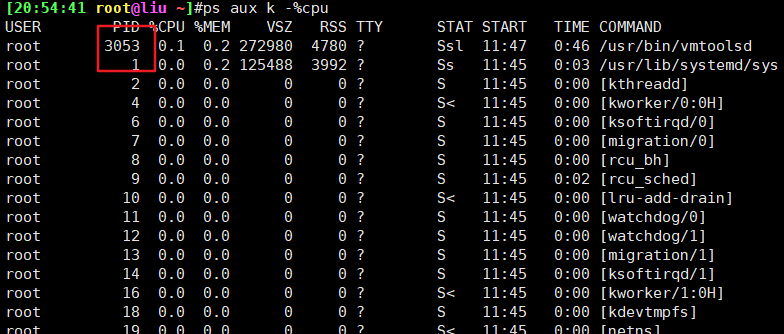 [20:54:41 root@liu ~]#ps aux k -%cpu
USER PID %CPU %MEM VSZ RSS TTY STAT START TIME COMMAND
root 3053 0.1 0.2 272980 4780 ? Ssl 11:47 0:46 /usr/bin/vmtoolsd
root 1 0.0 0.2 125488 3992 ? Ss 11:45 0:03 /usr/lib/systemd/sys
root 2 0.0 0.0 0 0 ? S 11:45 0:00 [kthreadd]
root 4 0.0 0.0 0 0 ? S< 11:45 0:00 [kworker/0:0H]
root 6 0.0 0.0 0 0 ? S 11:45 0:00 [ksoftirqd/0]
root 7 0.0 0.0 0 0 ? S 11:45 0:00 [migration/0]
root 8 0.0 0.0 0 0 ? S 11:45 0:00 [rcu_bh]
root 9 0.0 0.0 0 0 ? S 11:45 0:02 [rcu_sched]
root 10 0.0 0.0 0 0 ? S< 11:45 0:00 [lru-add-drain]
root 11 0.0 0.0 0 0 ? S 11:45 0:00 [watchdog/0]
root 12 0.0 0.0 0 0 ? S 11:45 0:00 [watchdog/1]
root 13 0.0 0.0 0 0 ? S 11:45 0:00 [migration/1]
root 14 0.0 0.0 0 0 ? S 11:45 0:00 [ksoftirqd/1]
root 16 0.0 0.0 0 0 ? S< 11:45 0:00 [kworker/1:0H]
root 18 0.0 0.0 0 0 ? S 11:45 0:00 [kdevtmpfs]
root 19 0.0 0.0 0 0 ? S< 11:45 0:00 [netns]